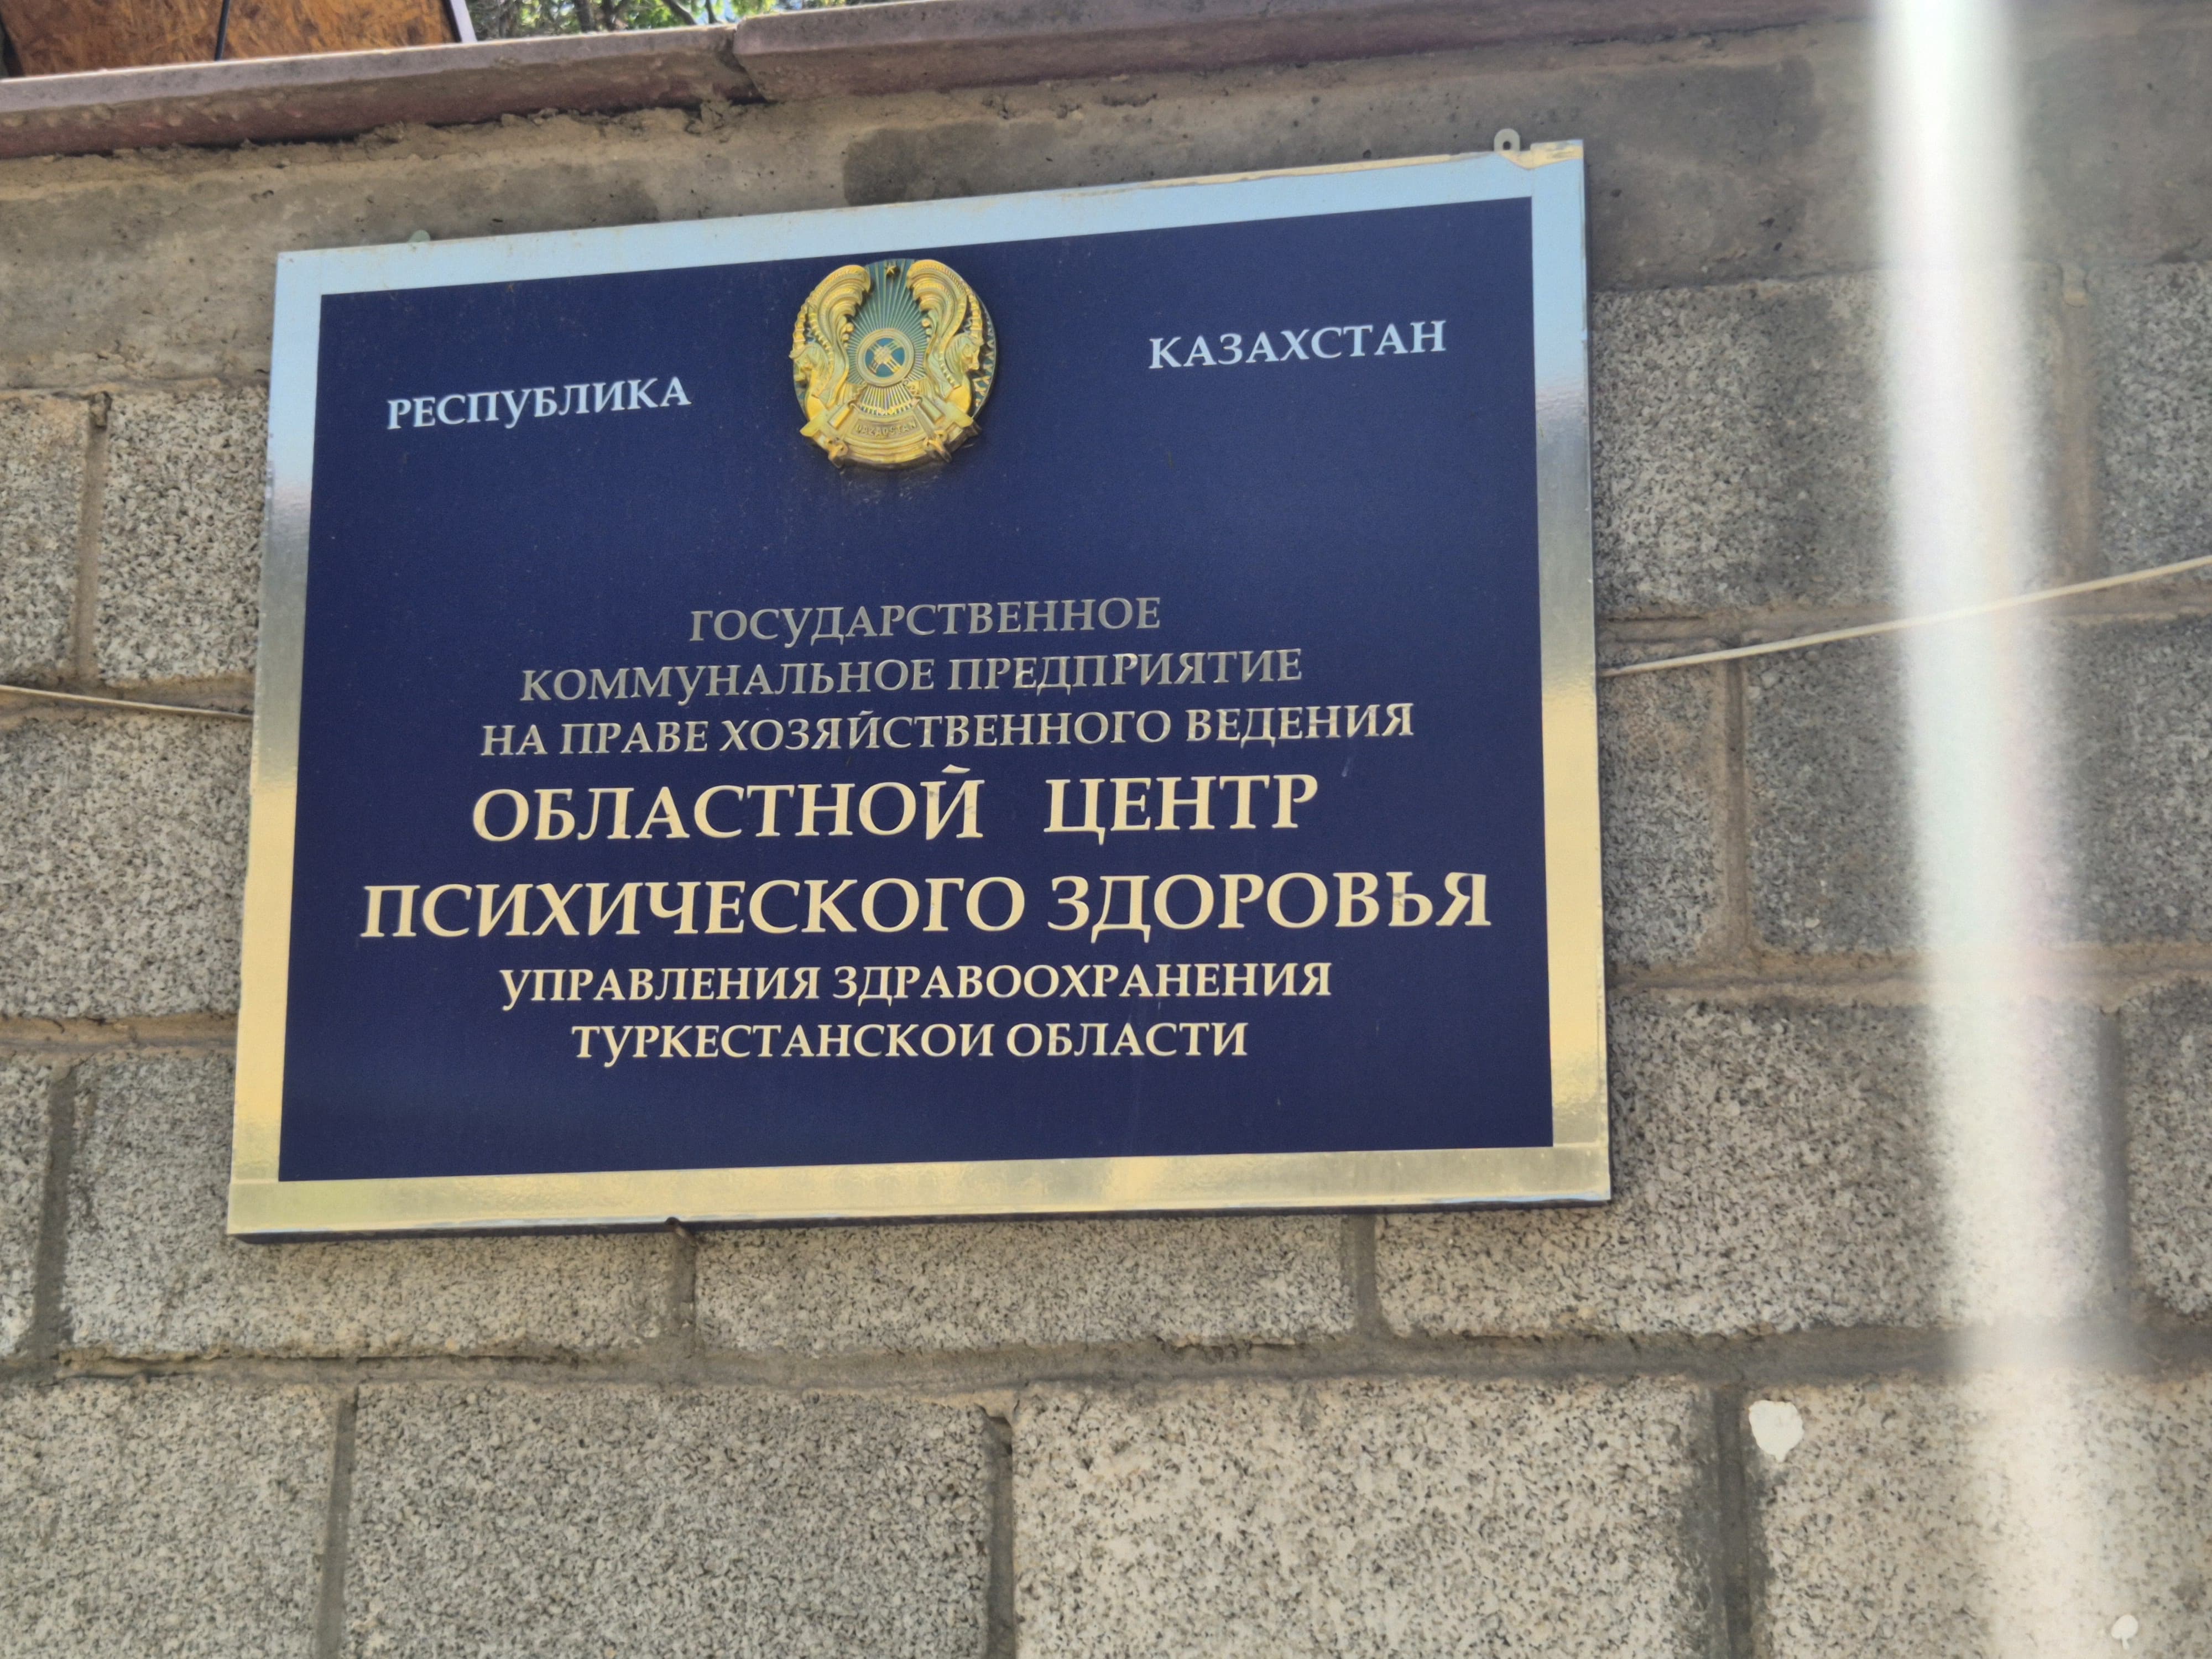 РЕСПУБЛИКА КАЗАХСТАН
ГОСУДАРСТВЕННОЕ
КОММУНАЛЬНОЕ ПРЕДПРИЯТИЕ
НА ПРАВЕ ХОЗЯЙСТВЕННОГО ВЕДЕНИЯ
ОБЛАСТНОЙ ЦЕНТР
ПСИХИЧЕСКОГО ЗДОРОВЬЯ
УПРАВЛЕНИЯ ЗДРАВООХРАНЕНИЯ
ТУРКЕСТАНСКОИ ОБЛАСТИ